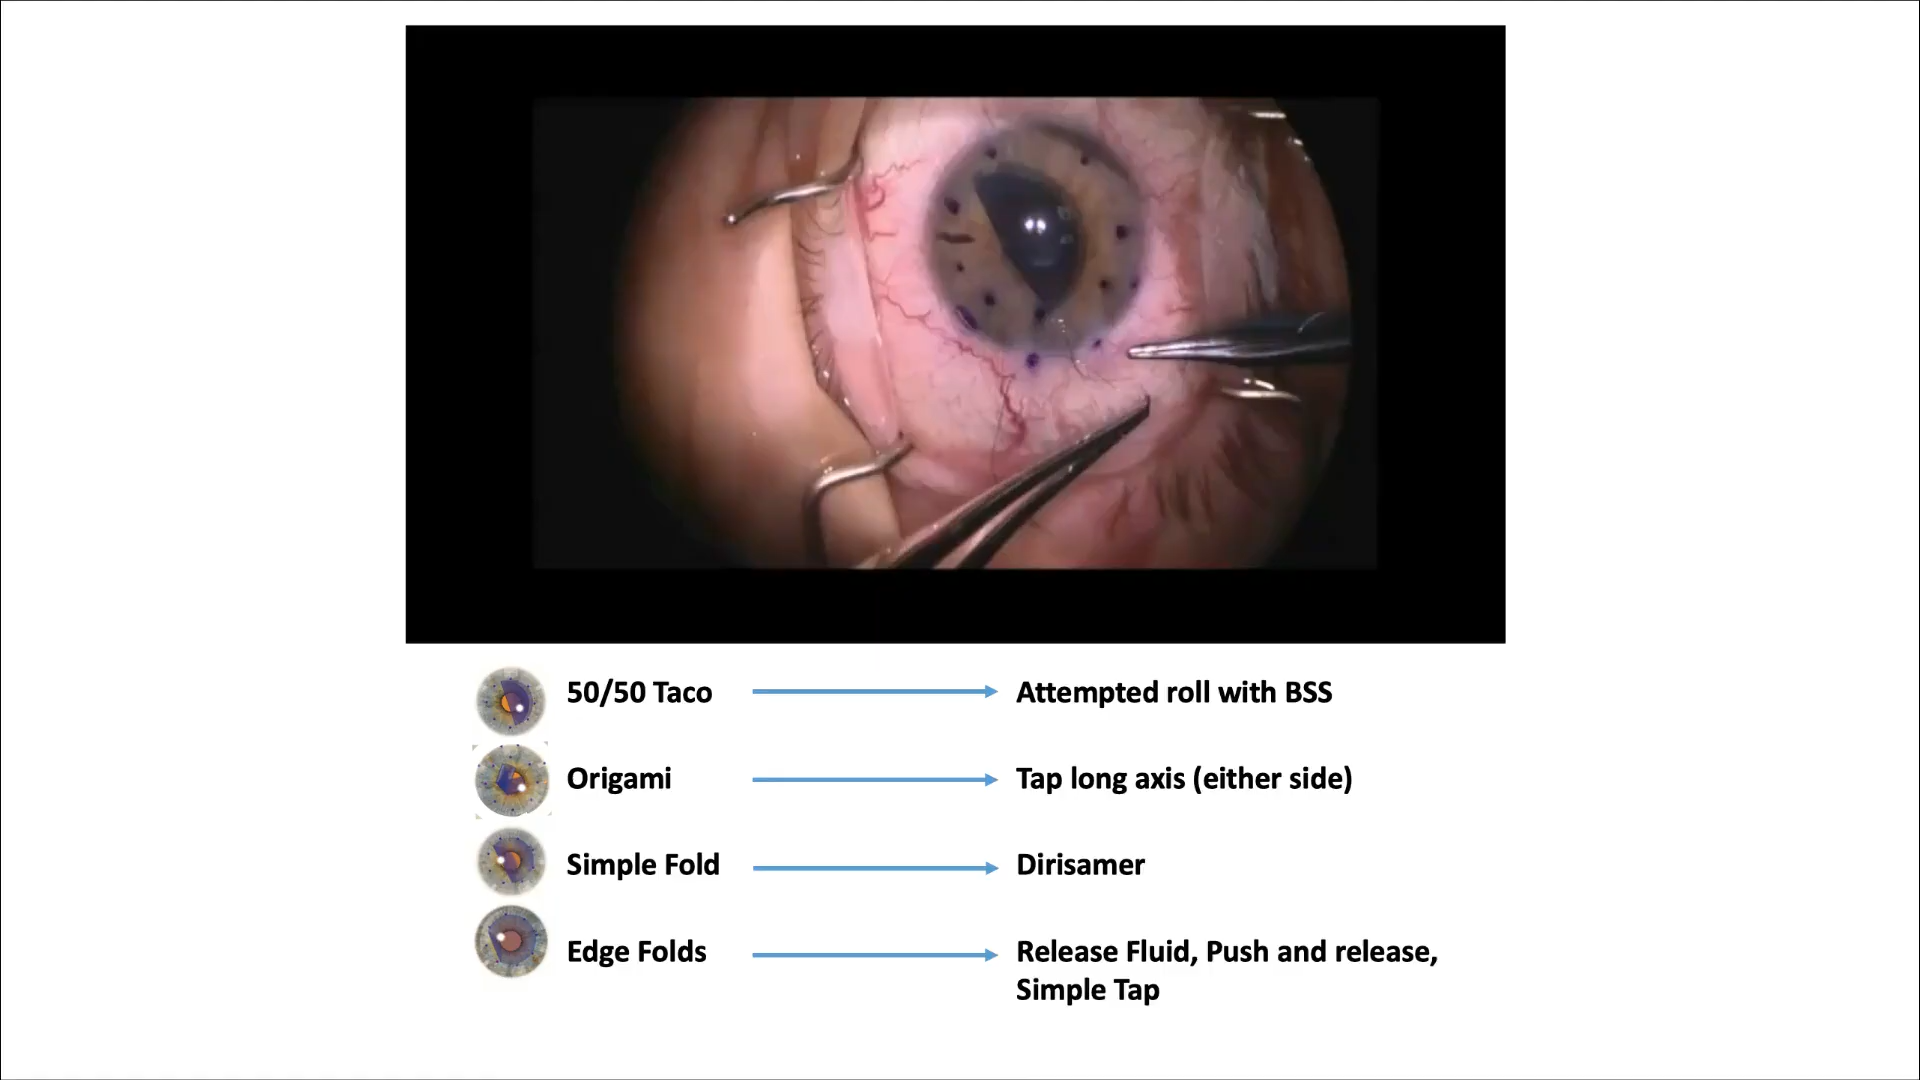 50/50 Taco Attempted roll with BSS
Origami Tap long axis (either side)
Simple Fold Dirisamer
Edge Folds Release Fluid, Push and release,
Simple Tap